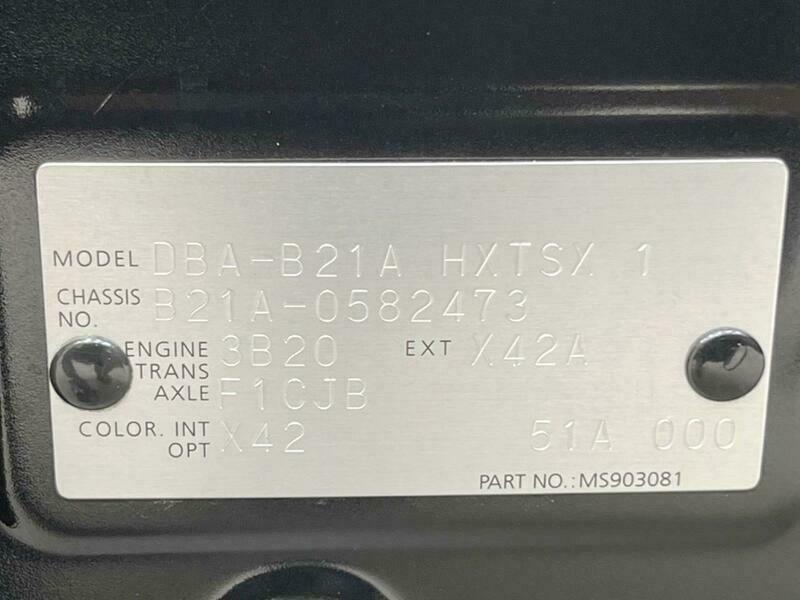 MODEL DBA-B21A HXTSX 1
CHASSIS NO. B21A-0582473
ENGINE 3B20 EXT X42A
TRANS AXLE F1CJB
COLOR. INT OPT X42 51A 000
PART NO.:MS903081